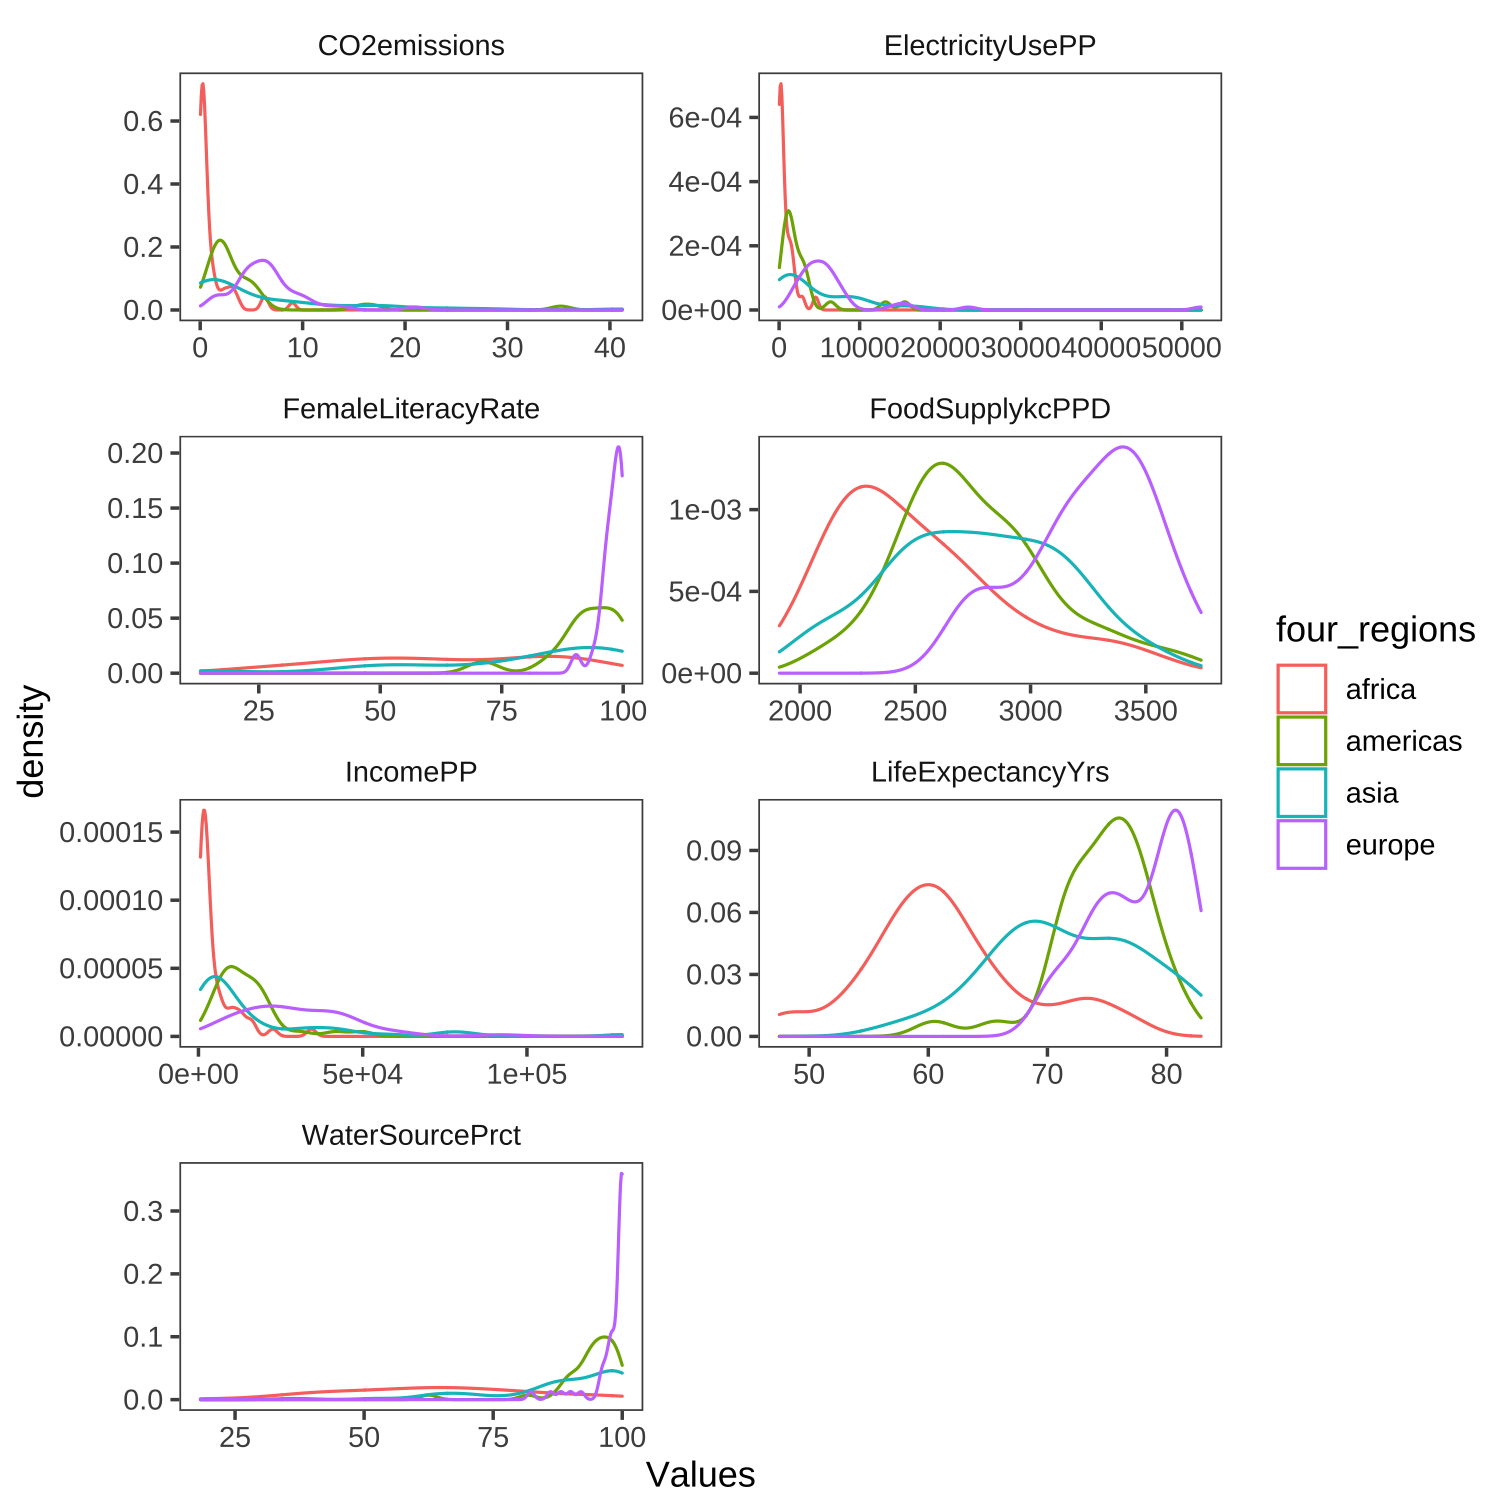 CO2emissions
ElectricityUsePP
0.6
0.4
0.2
0.0
6e-04
4e-04
2e-04
0e+00
0 10 20 30 40
0 10000 20000 30000 40000 50000
FemaleLiteracyRate
FoodSupplykcPPD
0.20
0.15
0.10
0.05
0.00
1e-03
5e-04
0e+00
25 50 75 100
2000 2500 3000 3500
four_regions
africa
americas
asia
europe
density
IncomePP
LifeExpectancyYrs
0.00015
0.00010
0.00005
0.00000
0.09
0.06
0.03
0.00
0e+00 5e+04 1e+05
50 60 70 80
WaterSourcePrct
0.3
0.2
0.1
0.0
25 50 75 100
Values